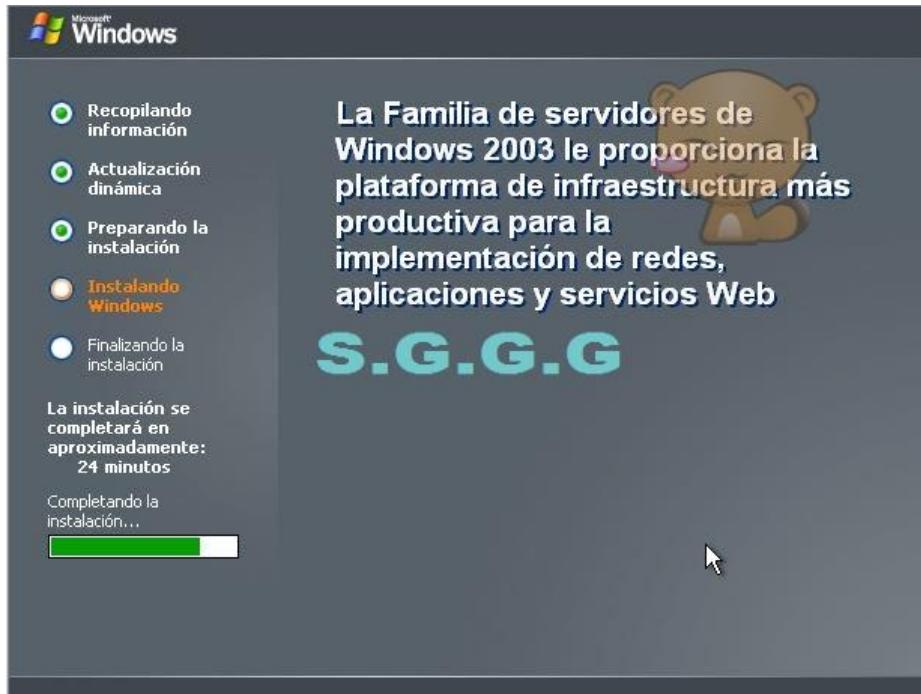 Microsoft
Windows
Recopilando
información
Actualización
dinámica
Preparando la
instalación
Instalando
Windows
Finalizando la
instalación
La instalación se
completará en
aproximadamente:
24 minutos
Completando la
instalación...
La Familia de servidores de
Windows 2003 le proporciona la
plataforma de infraestructura más
productiva para la
implementación de redes,
aplicaciones y servicios Web
S.G.G.G